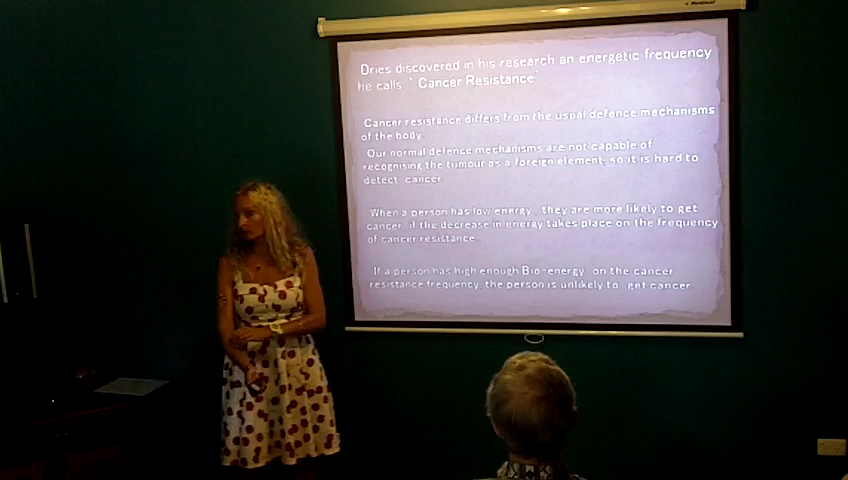 Dries discovered in his research an energetic frequency
he calls "Cancer Resistance"
Cancer resistance differs from the usual defence mechanisms
of the body.
Our normal defence mechanisms are not capable of
recognising the tumour as a foreign element, so it is hard to
detect cancer.
When a person has low energy, they are more likely to get
cancer, if the decrease in energy takes place on the frequency
of cancer resistance.
If a person has high enough Bio-energy on the cancer
resistance frequency, the person is unlikely to get cancer